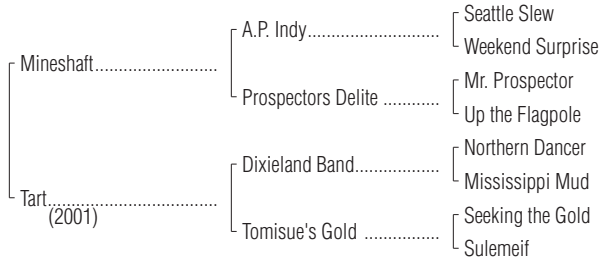 Seattle Slew
A.P. Indy............................
Weekend Surprise
Mineshaft..........................
Mr. Prospector
Prospectors Delite ............
Up the Flagpole
Northern Dancer
Dixieland Band..................
Mississippi Mud
Tart....................................
(2001)
Seeking the Gold
Tomisue's Gold ................
Sulemeif